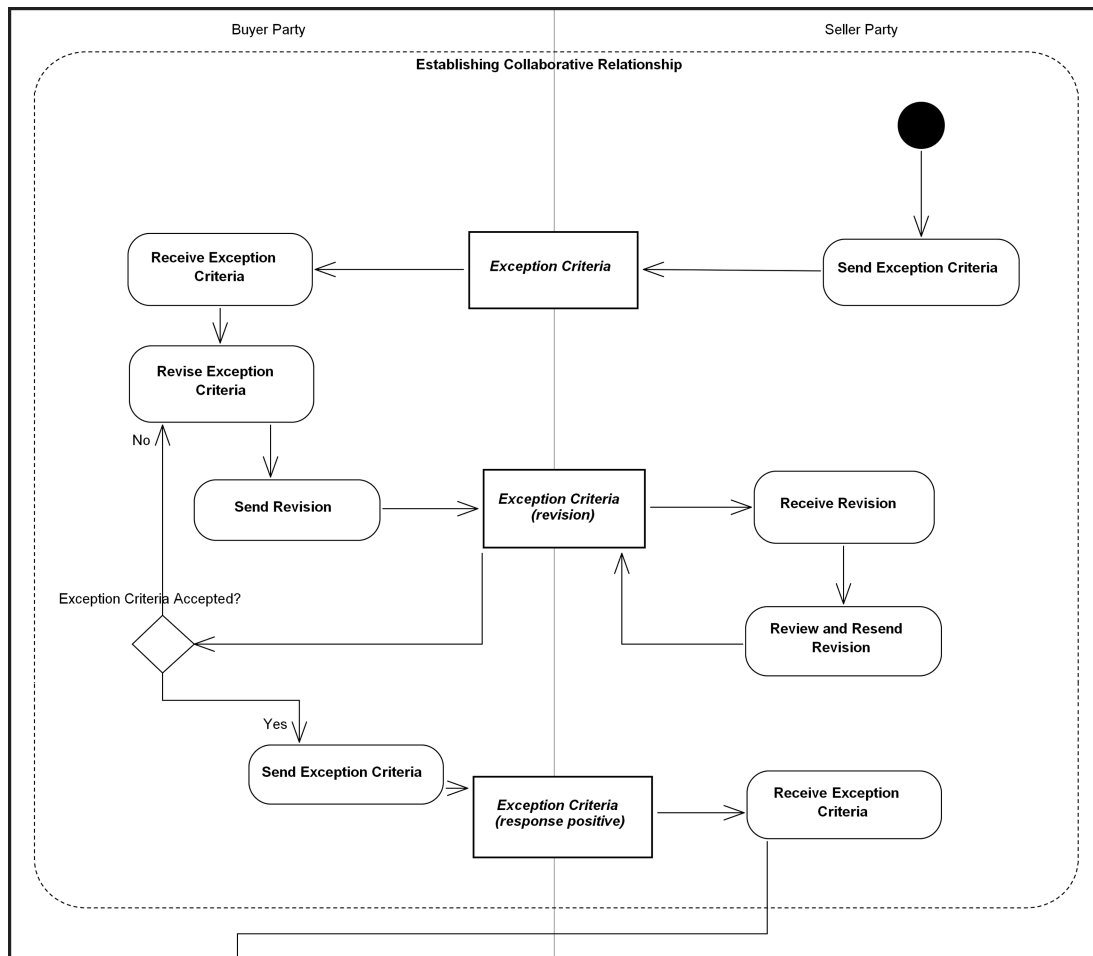 Buyer Party
Seller Party
Establishing Collaborative Relationship
Receive Exception
Criteria
Exception Criteria
Send Exception Criteria
Revise Exception
Criteria
No
Send Revision
Exception Criteria
(revision)
Receive Revision
Exception Criteria Accepted?
Review and Resend
Revision
Yes
Send Exception Criteria
Exception Criteria
(response positive)
Receive Exception
Criteria